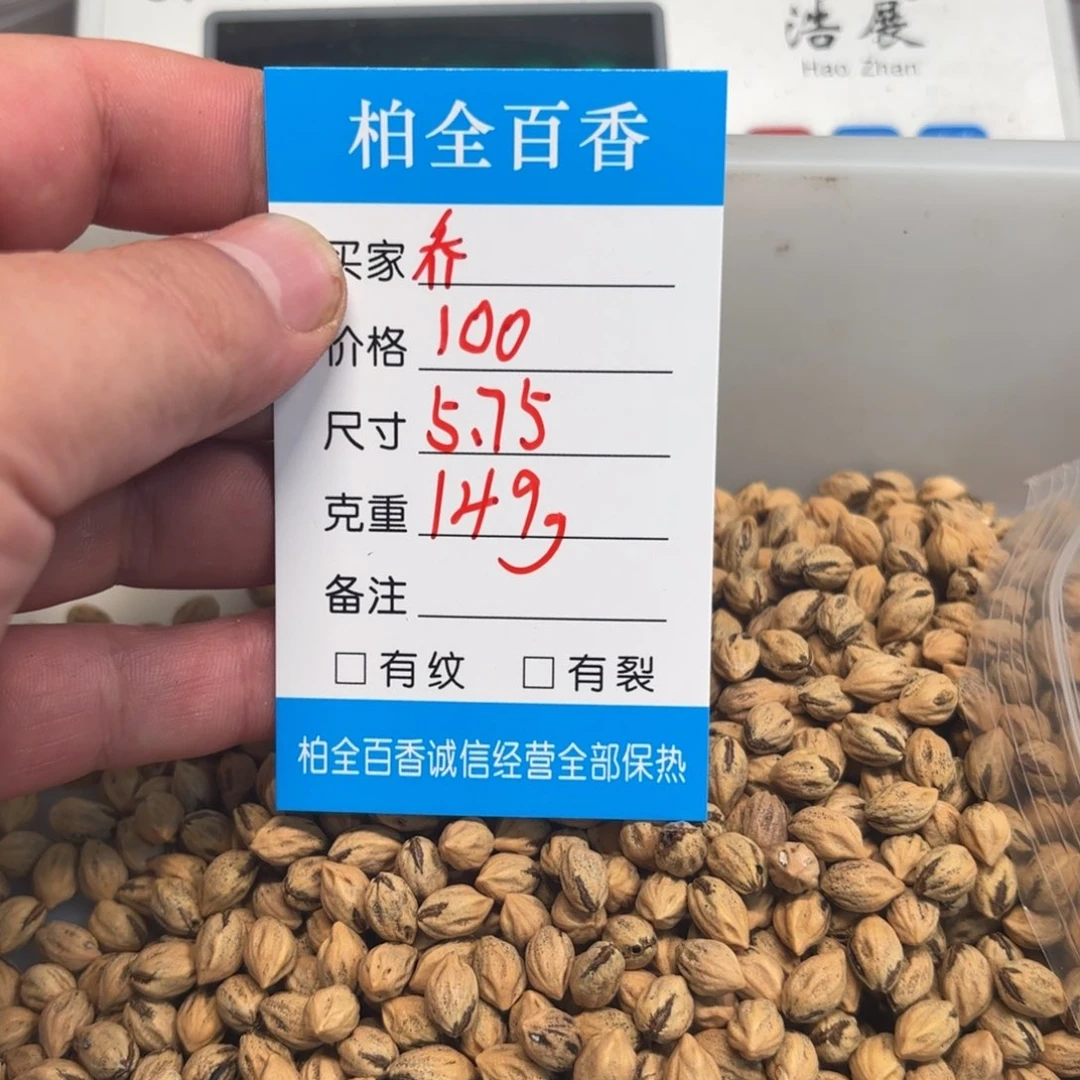 浩展
Hao Zhan
柏全百香
买家 乔
价格 100
尺寸 5.75
克重 149g
备注
□有纹 □有裂
柏全百香诚信经营全部保热